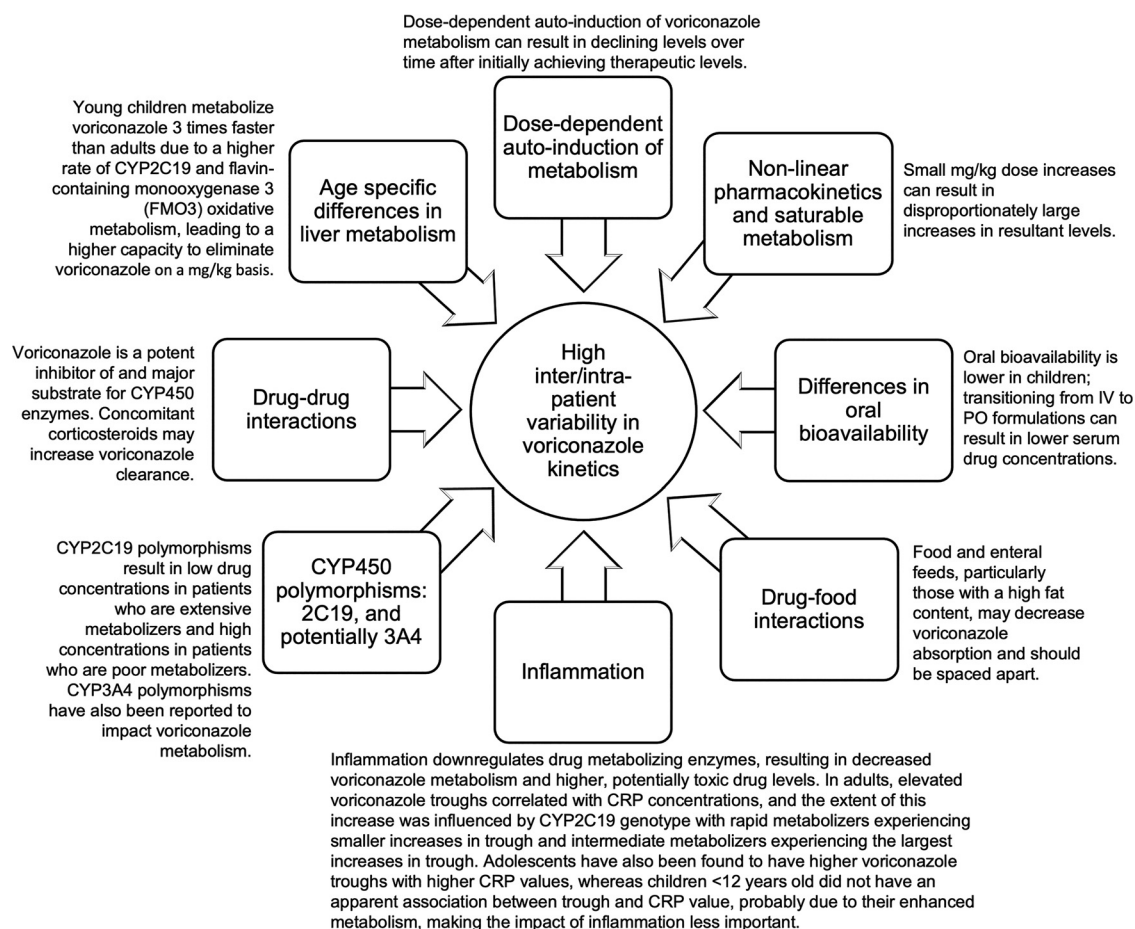 Dose-dependent auto-induction of voriconazole
metabolism can result in declining levels over
time after initially achieving therapeutic levels.
Dose-dependent
auto-induction of
metabolism
Young children metabolize
voriconazole 3 times faster
than adults due to a higher
rate of CYP2C19 and flavin-
containing monooxygenase 3
(FMO3) oxidative
metabolism, leading to a
higher capacity to eliminate
voriconazole on a mg/kg basis.
Age specific
differences in
liver metabolism
Non-linear
pharmacokinetics
and saturable
metabolism
Small mg/kg dose increases
can result in
disproportionately large
increases in resultant levels.
Voriconazole is a potent
inhibitor of and major
substrate for CYP450
enzymes. Concomitant
corticosteroids may
increase voriconazole
clearance.
Drug-drug
interactions
High
inter/intra-
patient
variability in
voriconazole
kinetics
Differences in
oral
bioavailability
Oral bioavailability is
lower in children;
transitioning from IV to
PO formulations can
result in lower serum
drug concentrations.
CYP2C19 polymorphisms
result in low drug
concentrations in patients
who are extensive
metabolizers and high
concentrations in patients
who are poor metabolizers.
CYP3A4 polymorphisms
have also been reported to
impact voriconazole
metabolism.
CYP450
polymorphisms:
2C19, and
potentially 3A4
Inflammation
Drug-food
interactions
Food and enteral
feeds, particularly
those with a high fat
content, may decrease
voriconazole
absorption and should
be spaced apart.
Inflammation downregulates drug metabolizing enzymes, resulting in decreased
voriconazole metabolism and higher, potentially toxic drug levels. In adults, elevated
voriconazole troughs correlated with CRP concentrations, and the extent of this
increase was influenced by CYP2C19 genotype with rapid metabolizers experiencing
smaller increases in trough and intermediate metabolizers experiencing the largest
increases in trough. Adolescents have also been found to have higher voriconazole
troughs with higher CRP values, whereas children <12 years old did not have an
apparent association between trough and CRP value, probably due to their enhanced
metabolism, making the impact of inflammation less important.